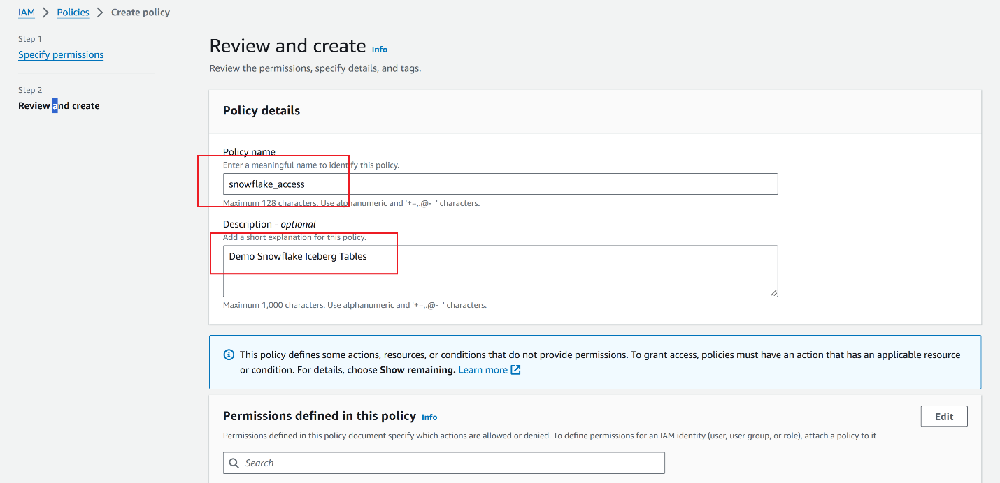 IAM > Policies > Create policy
Step 1
Specify permissions
Step 2
Review and create
Review and create Info
Review the permissions, specify details, and tags.
Policy details
Policy name
Enter a meaningful name to identify this policy.
snowflake_access
Maximum 128 characters. Use alphanumeric and '+=,.@-_' characters.
Description - optional
Add a short explanation for this policy.
Demo Snowflake Iceberg Tables
Maximum 1,000 characters. Use alphanumeric and '+=,.@-_' characters.
This policy defines some actions, resources, or conditions that do not provide permissions. To grant access, policies must have an action that has an applicable resource
or condition. For details, choose Show remaining. Learn more
Permissions defined in this policy Info
Edit
Permissions defined in this policy document specify which actions are allowed or denied. To define permissions for an IAM identity (user, user group, or role), attach a policy to it
Search